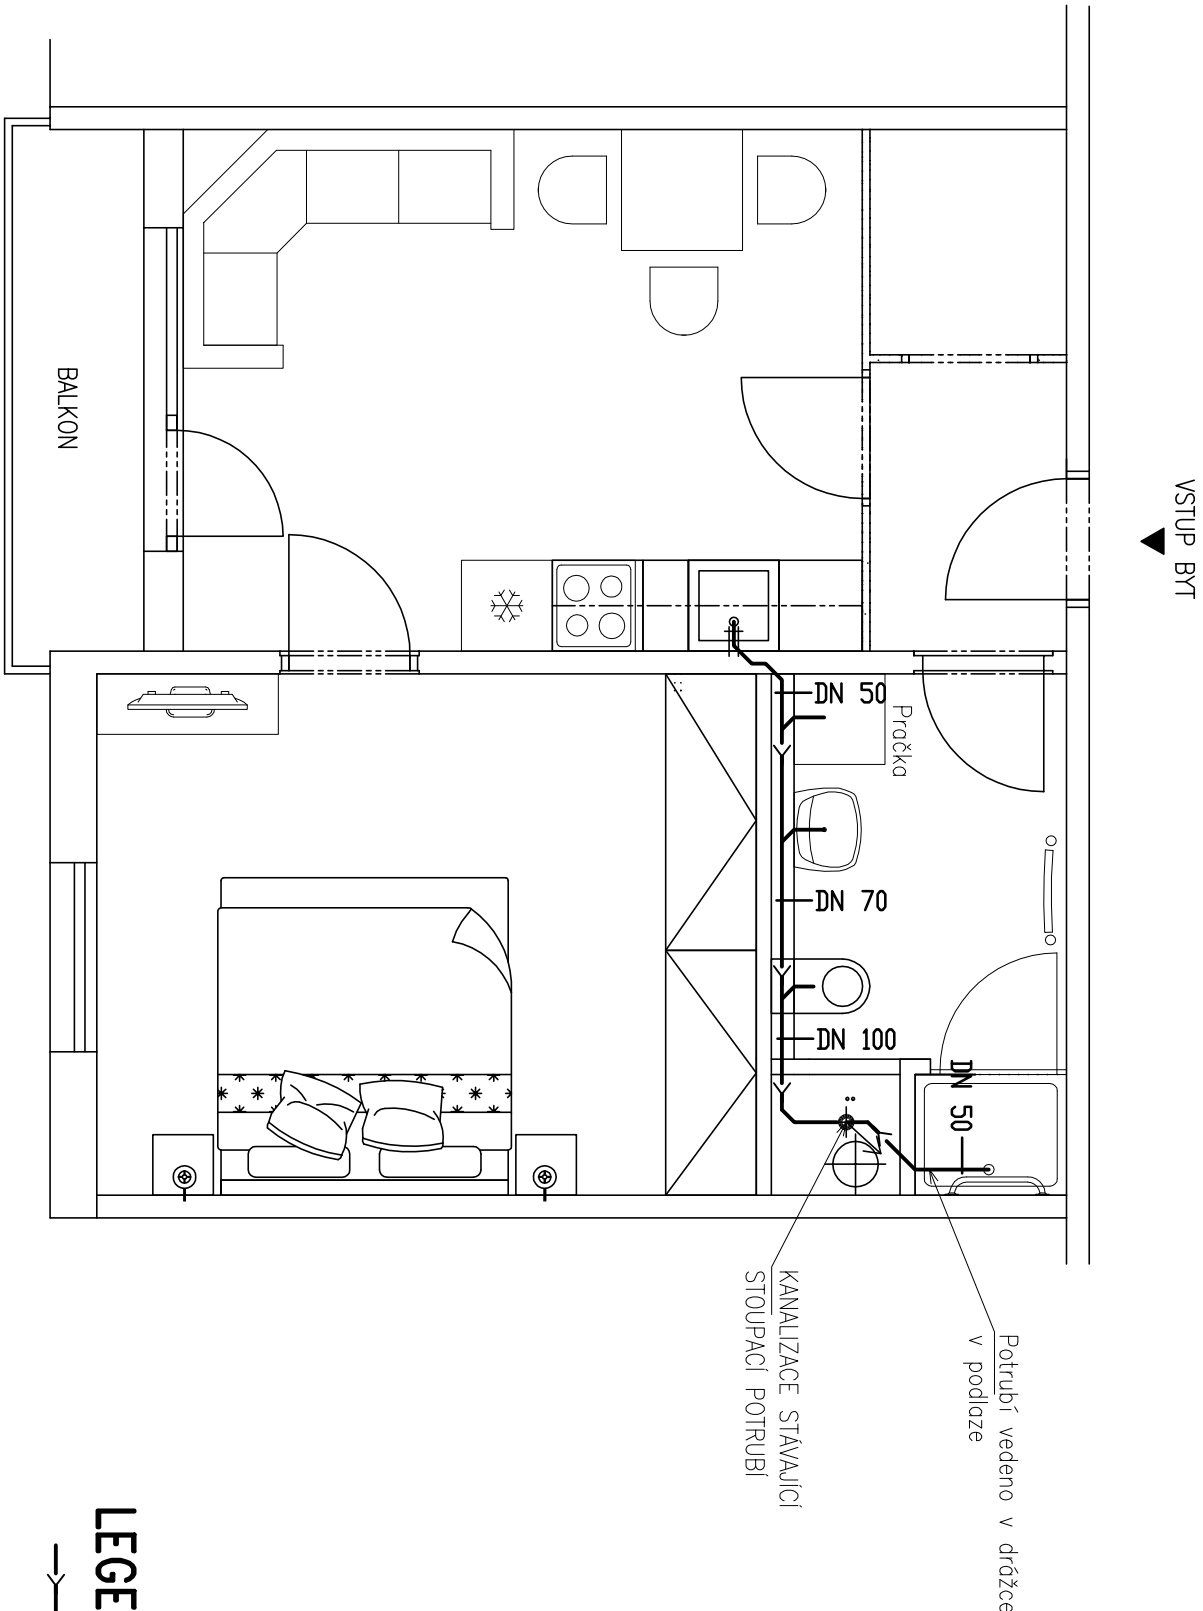 VSTUP BYT
BALKON
DN 50
Pračka
DN 70
DN 100
DN 50
KANALIZACE STÁVAJÍCÍ
STOUPACÍ POTRUBÍ
Potrubí vedeno v drážce
v podlaze
LEGE